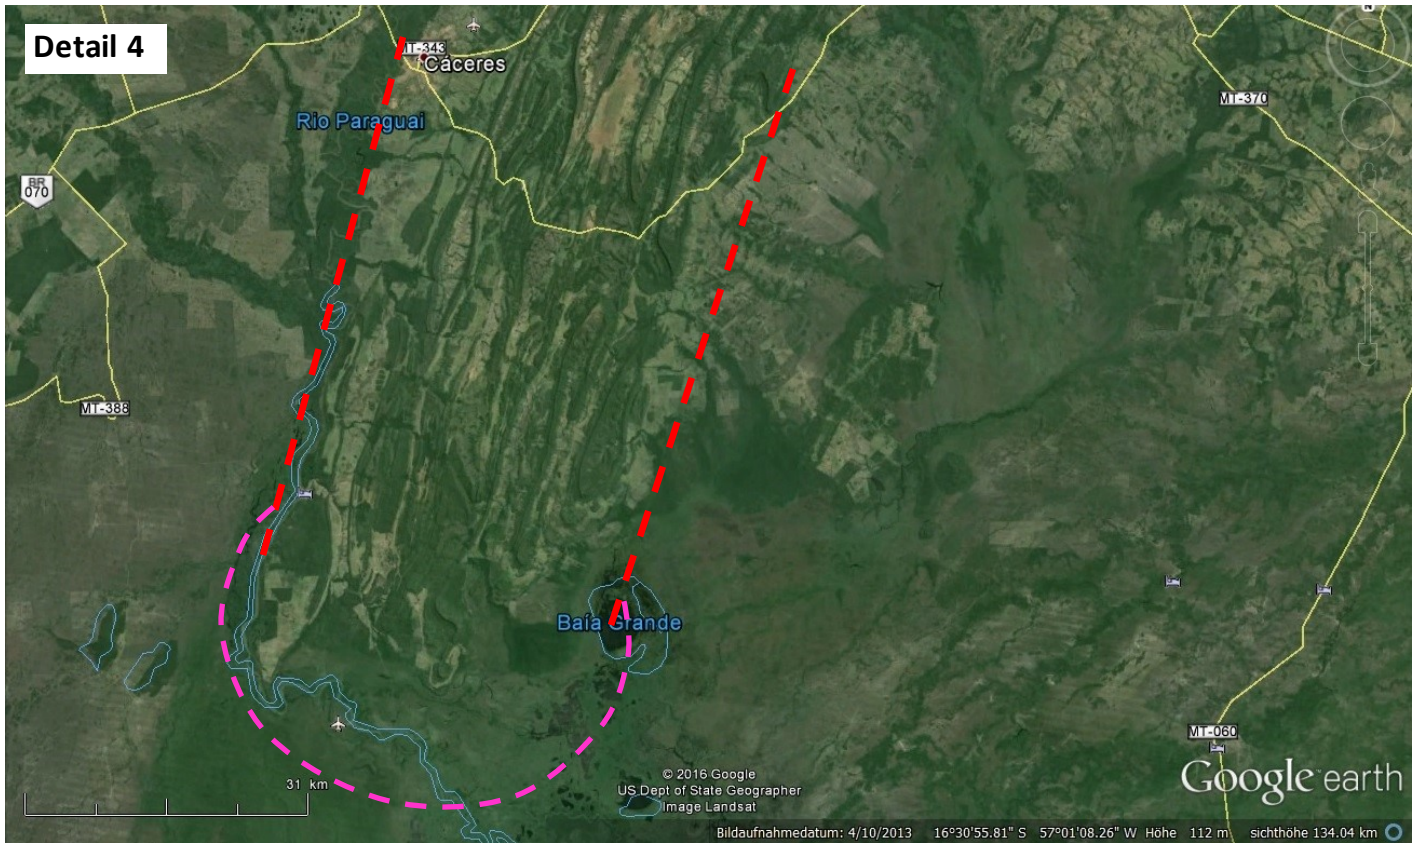 Detail 4
N
MT-343
Cáceres
MT-370
Rio Paraguai
BR
070
MT-388
Baía Grande
MT-060
31 km
© 2016 Google
US Dept of State Geographer
Image Landsat
Google earth
Bildaufnahmedatum: 4/10/2013 16°30'55.81" S 57°01'08.26" W Höhe 112 m sichthöhe 134.04 km